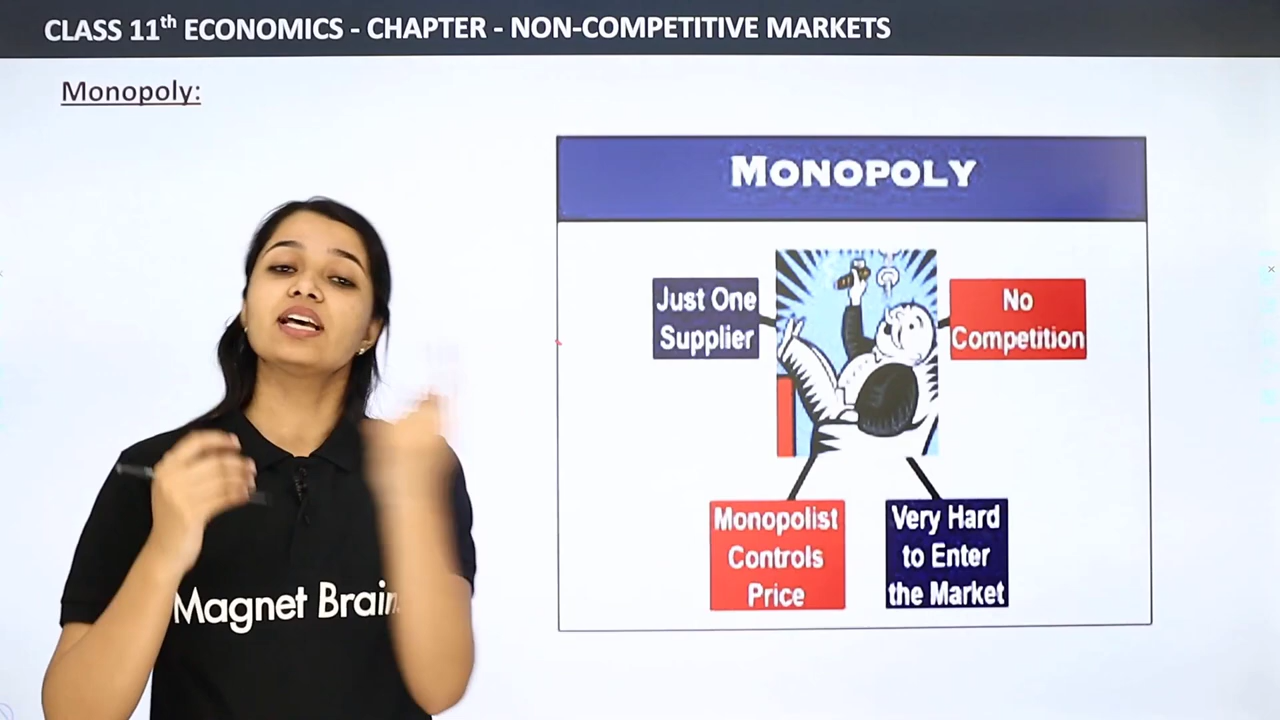 CLASS 11th ECONOMICS - CHAPTER - NON-COMPETITIVE MARKETS
Monopoly:
MONOPOLY
Just One
Supplier
No
Competition
Monopolist
Controls
Price
Very Hard
to Enter
the Market
Magnet Brain